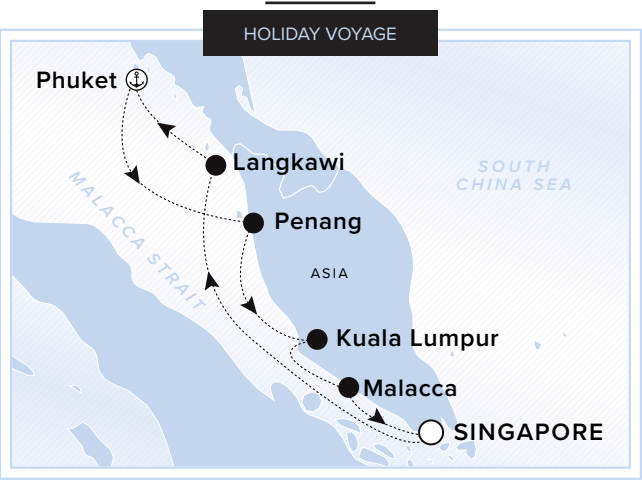 HOLIDAY VOYAGE
Phuket
Langkawi
SOUTH
CHINA SEA
MALACCA STRAIT
Penang
ASIA
Kuala Lumpur
Malacca
SINGAPORE